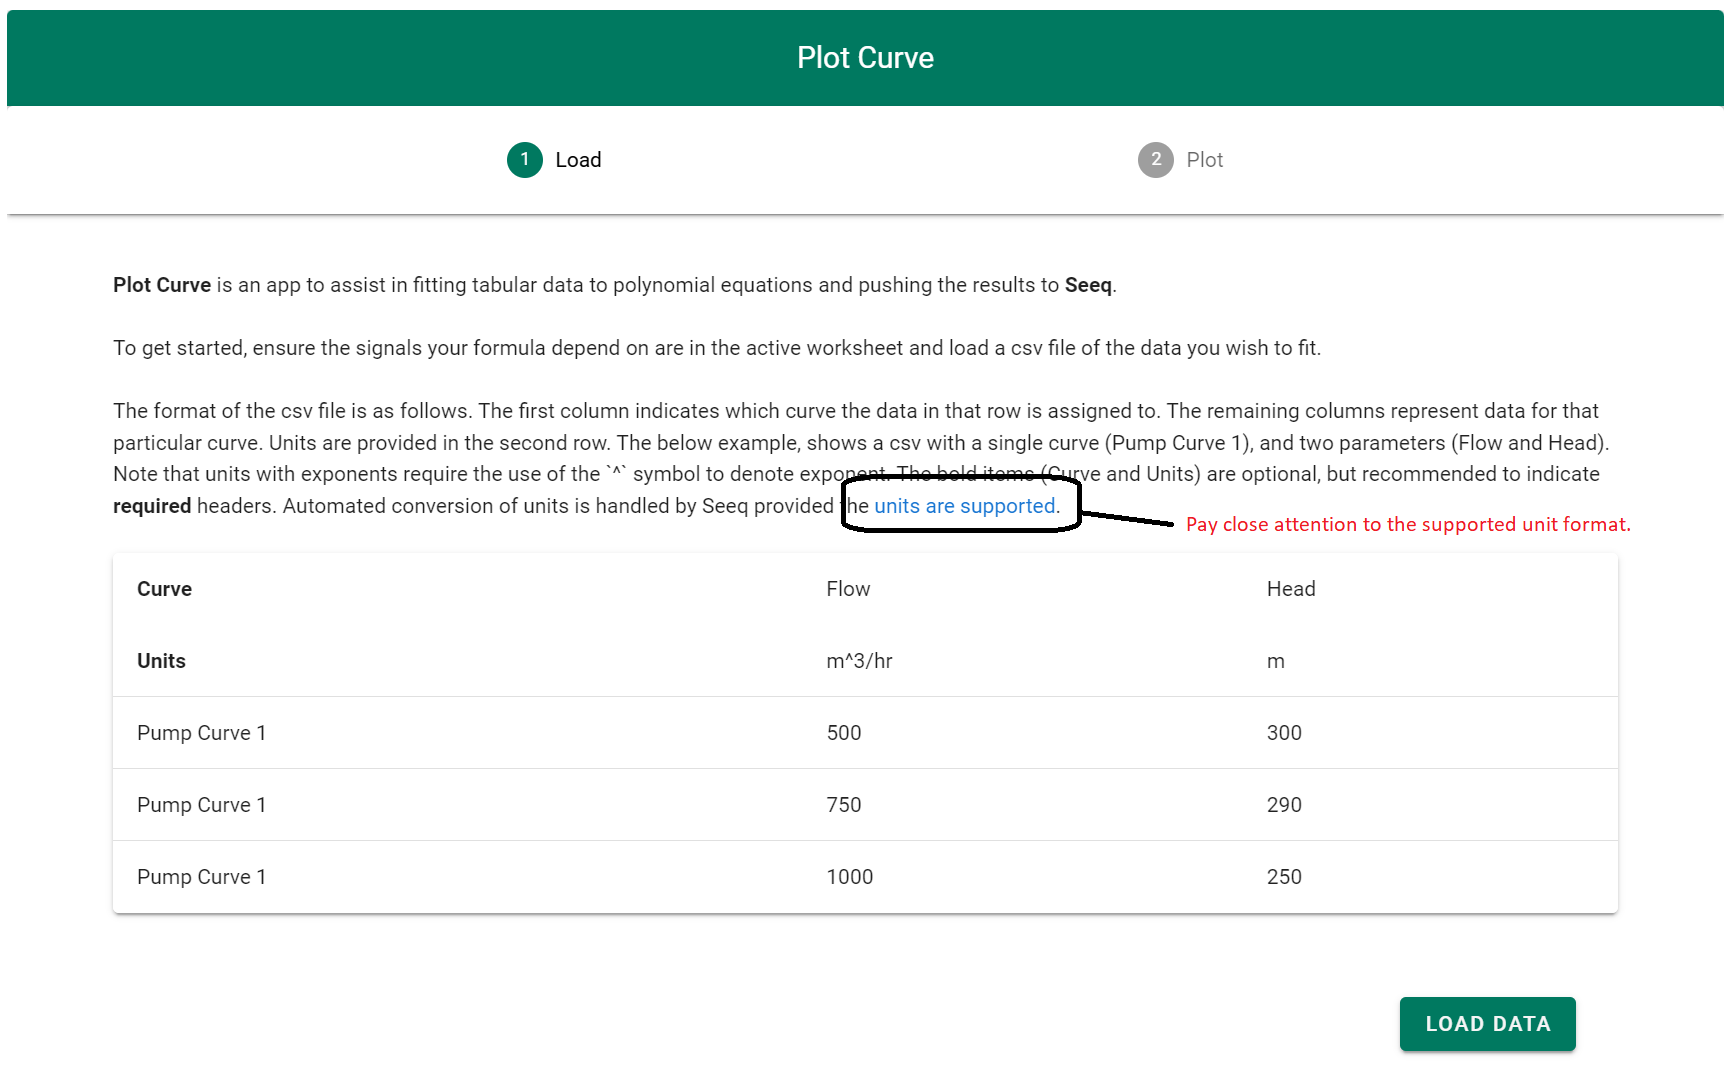 Plot Curve
1 Load
2 Plot
Plot Curve is an app to assist in fitting tabular data to polynomial equations and pushing the results to Seeq.
To get started, ensure the signals your formula depend on are in the active worksheet and load a csv file of the data you wish to fit.
The format of the csv file is as follows. The first column indicates which curve the data in that row is assigned to. The remaining columns represent data for that
particular curve. Units are provided in the second row. The below example, shows a csv with a single curve (Pump Curve 1), and two parameters (Flow and Head).
Note that units with exponents require the use of the `^` symbol to denote exponent. The bold items (Curve and Units) are optional, but recommended to indicate
required headers. Automated conversion of units is handled by Seeq provided the units are supported.
Pay close attention to the supported unit format.
Curve Flow Head
Units m^3/hr m
Pump Curve 1 500 300
Pump Curve 1 750 290
Pump Curve 1 1000 250
LOAD DATA